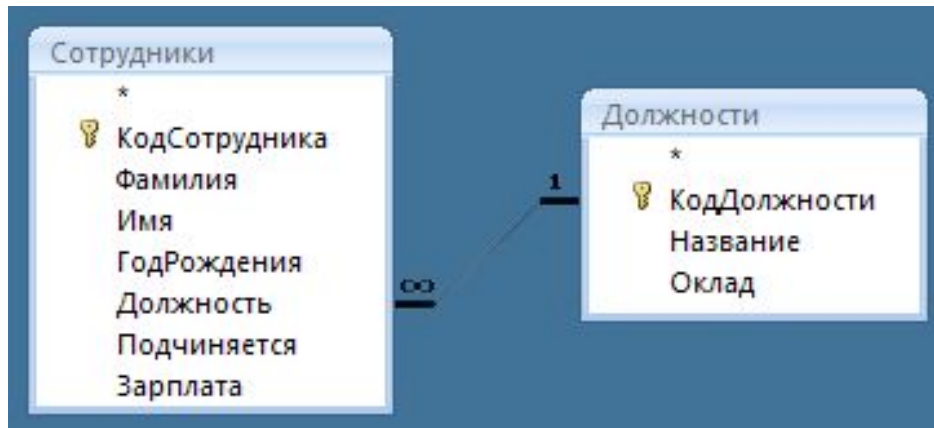 Сотрудники
*
КодСотрудника
Фамилия
Имя
ГодРождения
Должность
Подчиняется
Зарплата
∞
1
Должности
*
КодДолжности
Название
Оклад